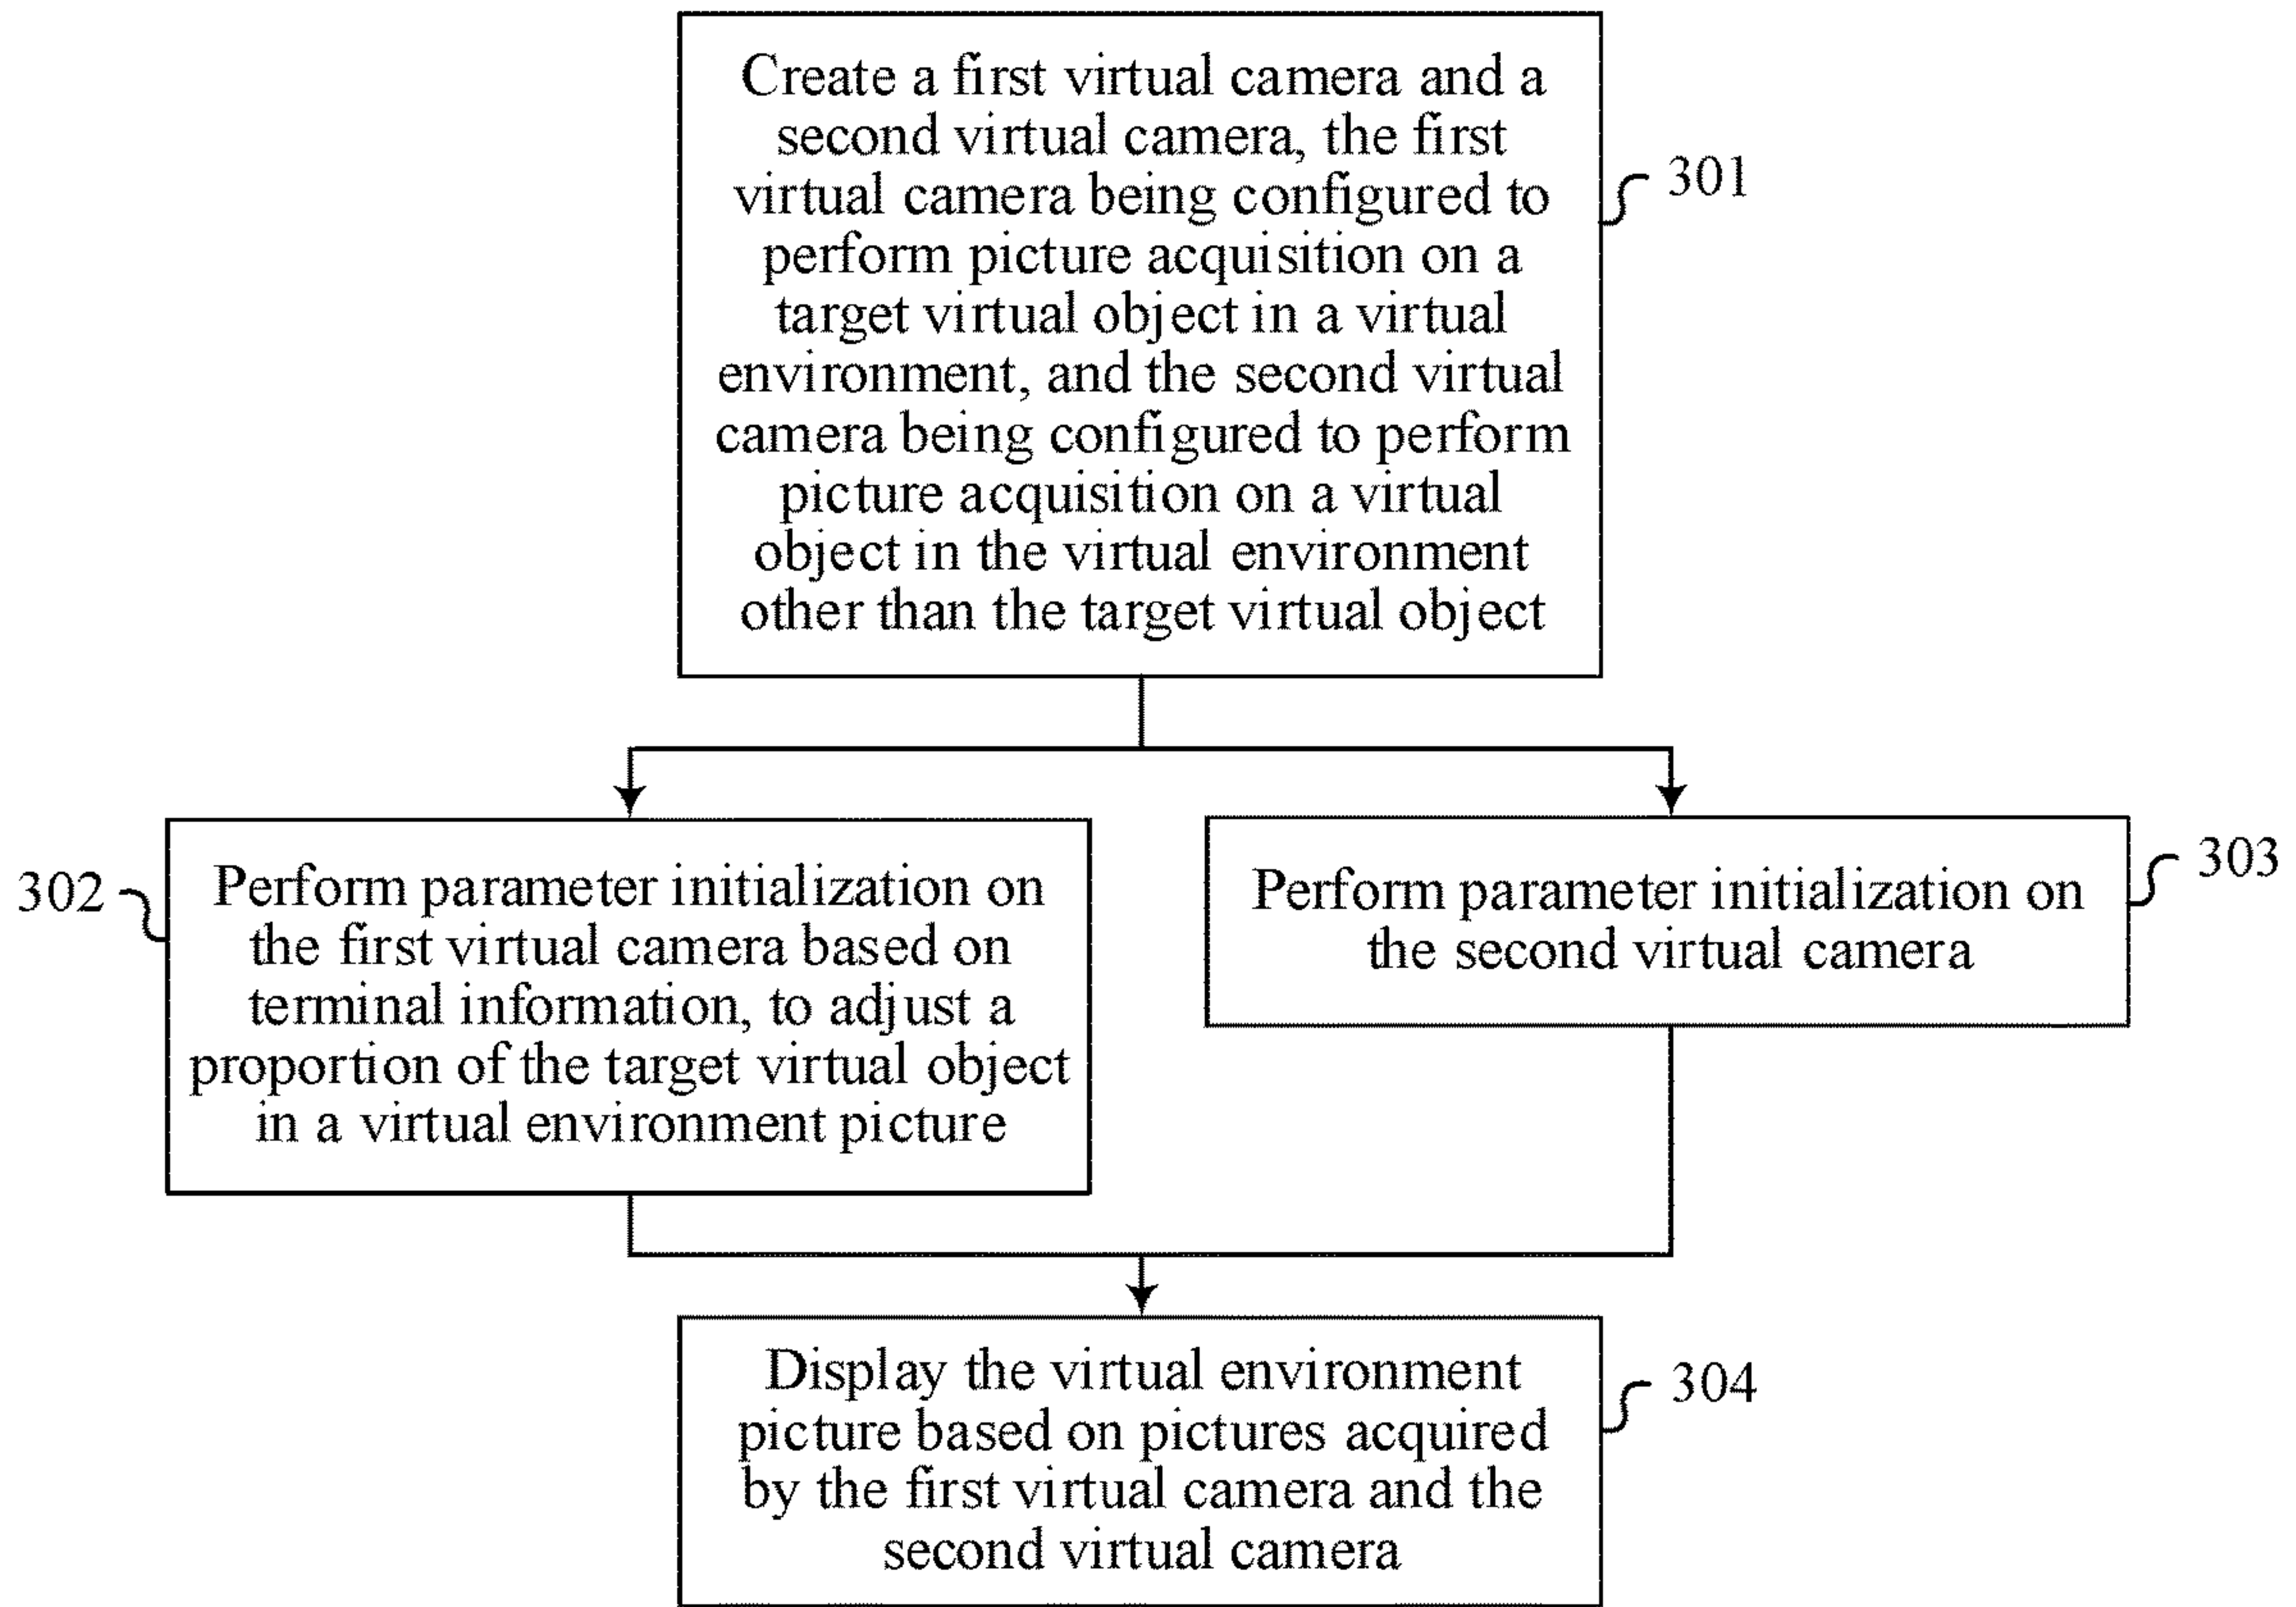 Create a first virtual camera and a
second virtual camera, the first
virtual camera being configured to
perform picture acquisition on a
target virtual object in a virtual
environment, and the second virtual
camera being configured to perform
picture acquisition on a virtual
object in the virtual environment
other than the target virtual object
301
302
Perform parameter initialization on
the first virtual camera based on
terminal information, to adjust a
proportion of the target virtual object
in a virtual environment picture
Perform parameter initialization on
the second virtual camera
303
Display the virtual environment
picture based on pictures acquired
by the first virtual camera and the
second virtual camera
304